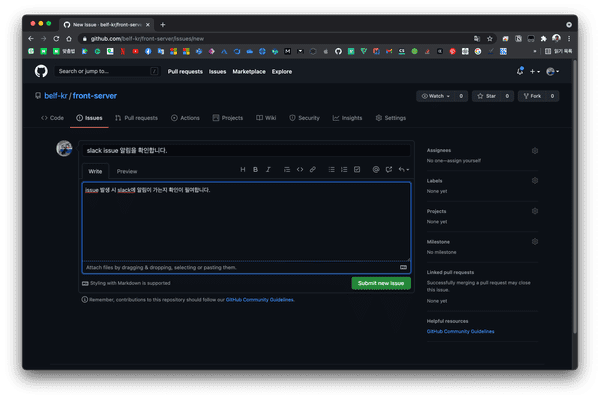 New Issue · belf-kr/front-serve
github.com/belf-kr/front-server/issues/new
맞춤법
읽기 목록
Search or jump to... /
Pull requests Issues Marketplace Explore
belf-kr / front-server
Watch 0 Star 0 Fork 0
Code Issues Pull requests Actions Projects Wiki Security Insights Settings
slack issue 알림을 확인합니다.
Write Preview
issue 발생 시 slack에 알림이 가는지 확인이 필여합니다.
Attach files by dragging & dropping, selecting or pasting them.
Styling with Markdown is supported
Submit new issue
Remember, contributions to this repository should follow our GitHub Community Guidelines.
Assignees
No one—assign yourself
Labels
None yet
Projects
None yet
Milestone
No milestone
Linked pull requests
Successfully merging a pull request may close
this issue.
None yet
Helpful resources
GitHub Community Guidelines